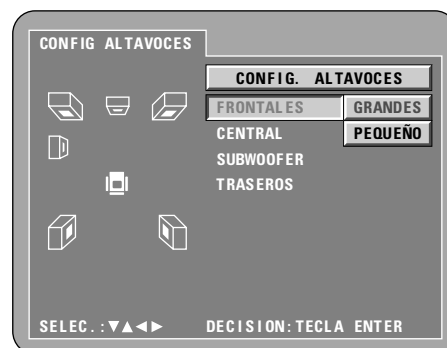 CONFIG ALTAVOCES
CONFIG. ALTAVOCES
FRONTALES GRANDES
CENTRAL PEQUEÑO
SUBWOOFER
TRASEROS
SELEC.:▼▲◄► DECISION:TECLA ENTER